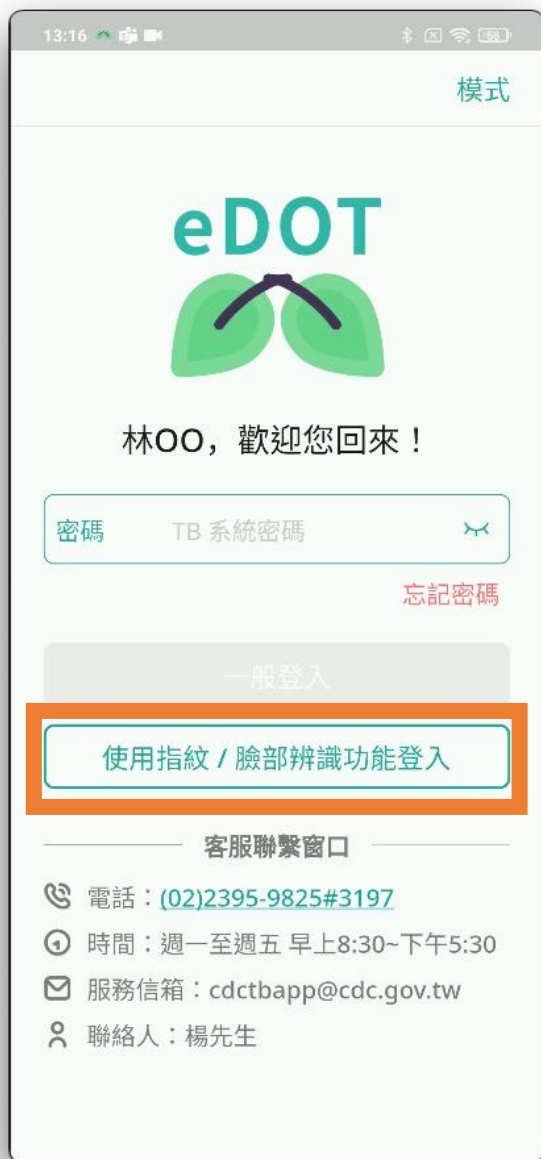 13:16
58
模式
eDOT
林OO，歡迎您回來！
密碼 TB 系統密碼
忘記密碼
一般登入
使用指紋 / 臉部辨識功能登入
客服聯繫窗口
電話：(02)2395-9825#3197
時間：週一至週五 早上8:30~下午5:30
服務信箱：cdctbapp@cdc.gov.tw
聯絡人：楊先生